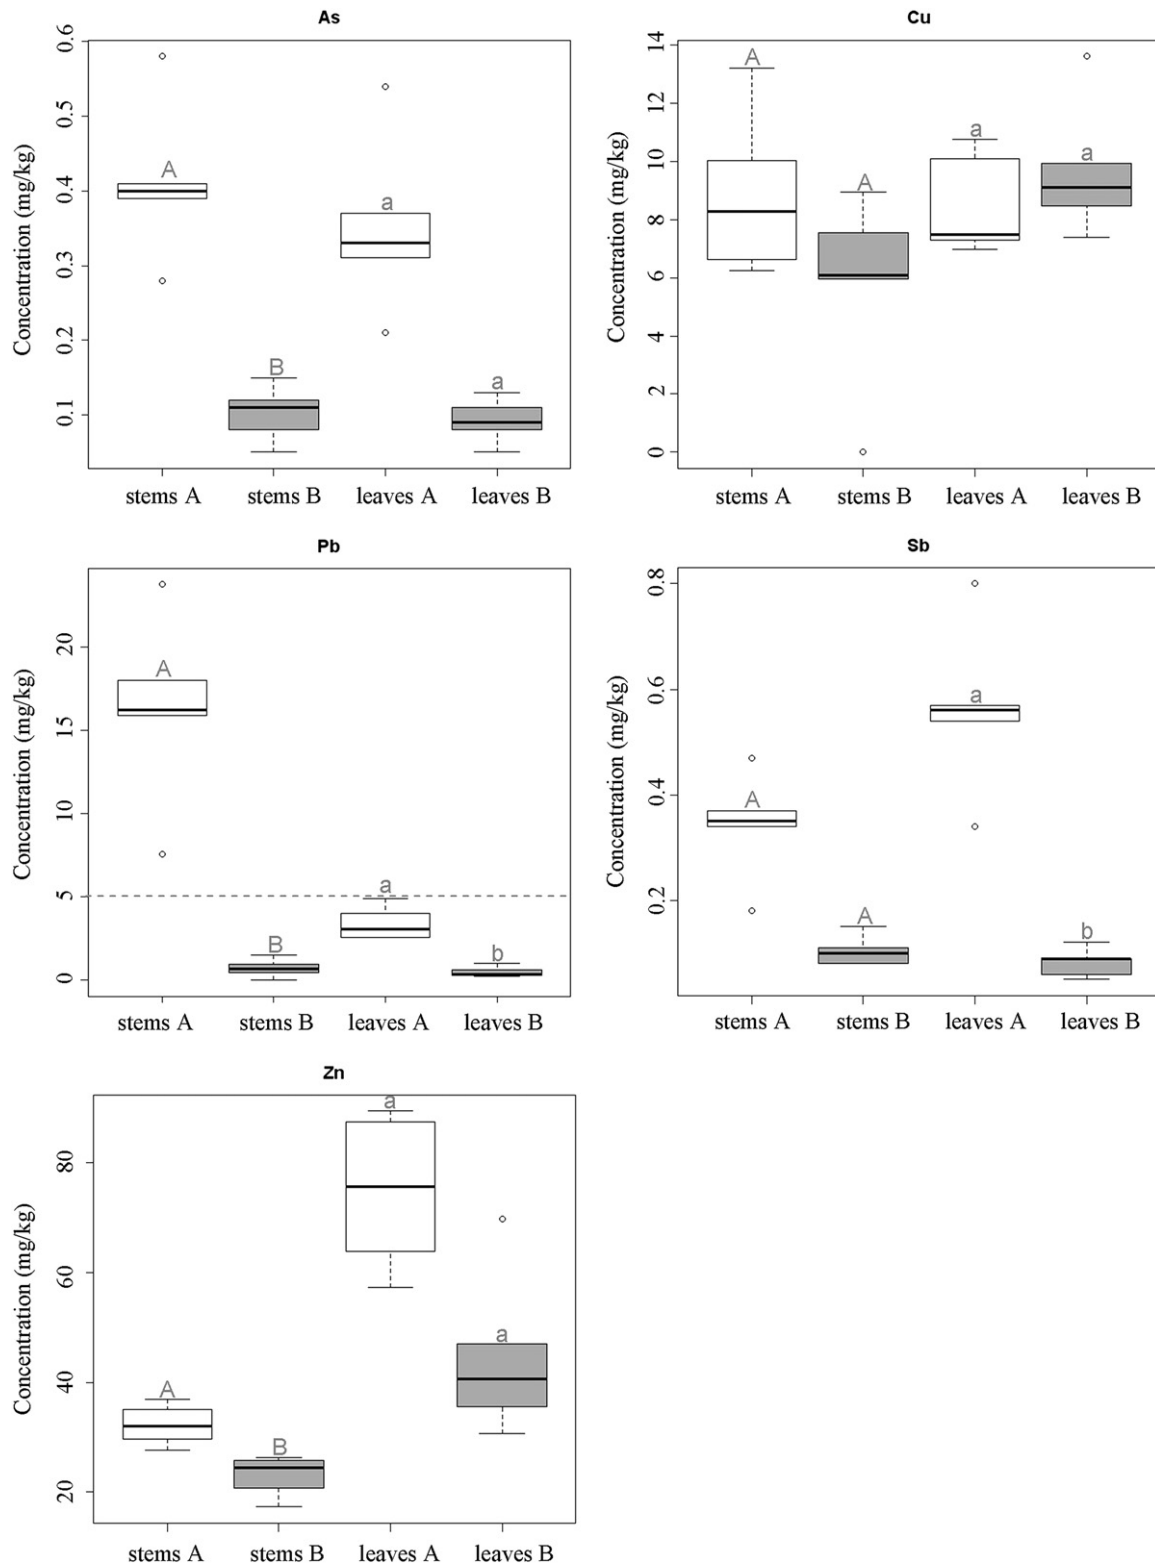 As
Concentration (mg/kg)
0.6
0.5
0.4
0.3
0.2
0.1
A
B
a
a
stems A stems B leaves A leaves B
Cu
Concentration (mg/kg)
14
12
10
8
6
4
2
0
A
A
a
a
stems A stems B leaves A leaves B
Pb
Concentration (mg/kg)
20
15
10
5
0
A
B
a
b
stems A stems B leaves A leaves B
Sb
Concentration (mg/kg)
0.8
0.6
0.4
0.2
A
A
a
b
stems A stems B leaves A leaves B
Zn
Concentration (mg/kg)
80
60
40
20
A
B
a
a
stems A stems B leaves A leaves B